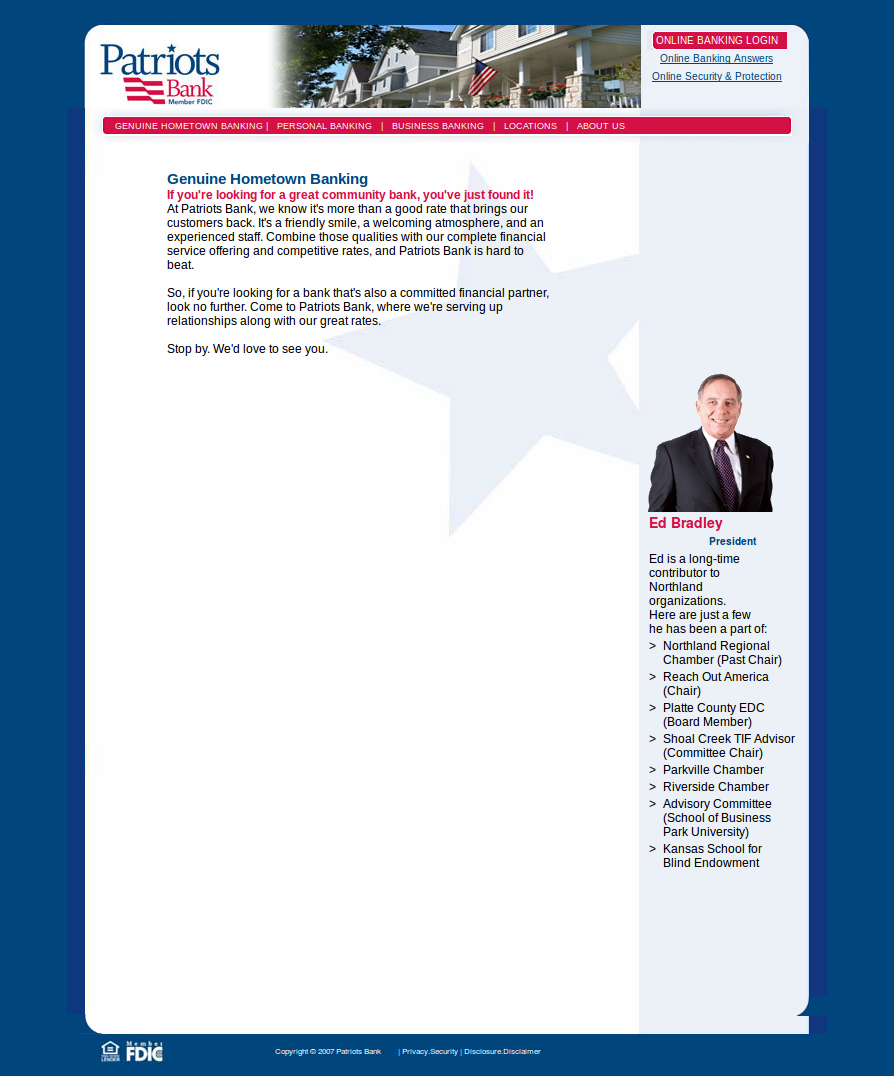 Patriots
Bank
Member FDIC
ONLINE BANKING LOGIN
Online Banking Answers
Online Security & Protection
GENUINE HOMETOWN BANKING | PERSONAL BANKING | BUSINESS BANKING | LOCATIONS | ABOUT US
Genuine Hometown Banking
If you're looking for a great community bank, you've just found it!
At Patriots Bank, we know it's more than a good rate that brings our
customers back. It's a friendly smile, a welcoming atmosphere, and an
experienced staff. Combine those qualities with our complete financial
service offering and competitive rates, and Patriots Bank is hard to
beat.
So, if you're looking for a bank that's also a committed financial partner,
look no further. Come to Patriots Bank, where we're serving up
relationships along with our great rates.
Stop by. We'd love to see you.
Ed Bradley
President
Ed is a long-time
contributor to
Northland
organizations.
Here are just a few
he has been a part of:
> Northland Regional
Chamber (Past Chair)
> Reach Out America
(Chair)
> Platte County EDC
(Board Member)
> Shoal Creek TIF Advisor
(Committee Chair)
> Parkville Chamber
> Riverside Chamber
> Advisory Committee
(School of Business
Park University)
> Kansas School for
Blind Endowment
Member
FDIC
LENDER
Copyright © 2007 Patriots Bank | Privacy.Security | Disclosure.Disclaimer